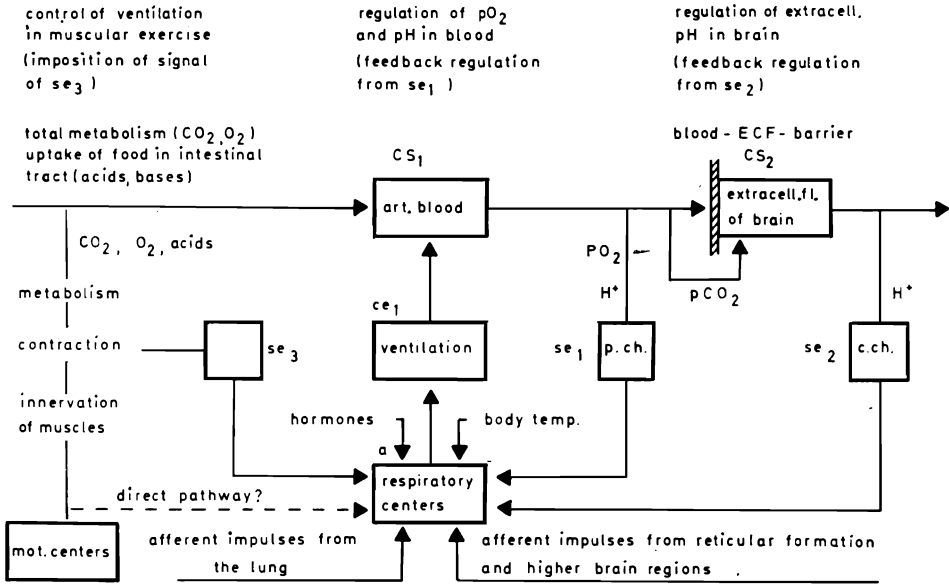 control of ventilation
in muscular exercise
(imposition of signal
of se₃ )
regulation of pO₂
and pH in blood
(feedback regulation
from se₁ )
regulation of extracell.
pH in brain
(feedback regulation
from se₂ )
total metabolism (CO₂,O₂)
uptake of food in intestinal
tract (acids, bases)
CS₁
art. blood
blood - ECF - barrier
CS₂
extracell. fl.
of brain
CO₂, O₂, acids
metabolism
contraction
innervation
of muscles
se₃
ce₁
ventilation
PO₂
H⁺
pCO₂
H⁺
se₁
p. ch.
se₂
c.ch.
hormones
body temp.
a
respiratory
centers
direct pathway?
mot. centers
afferent impulses from
the lung
afferent impulses from reticular formation
and higher brain regions